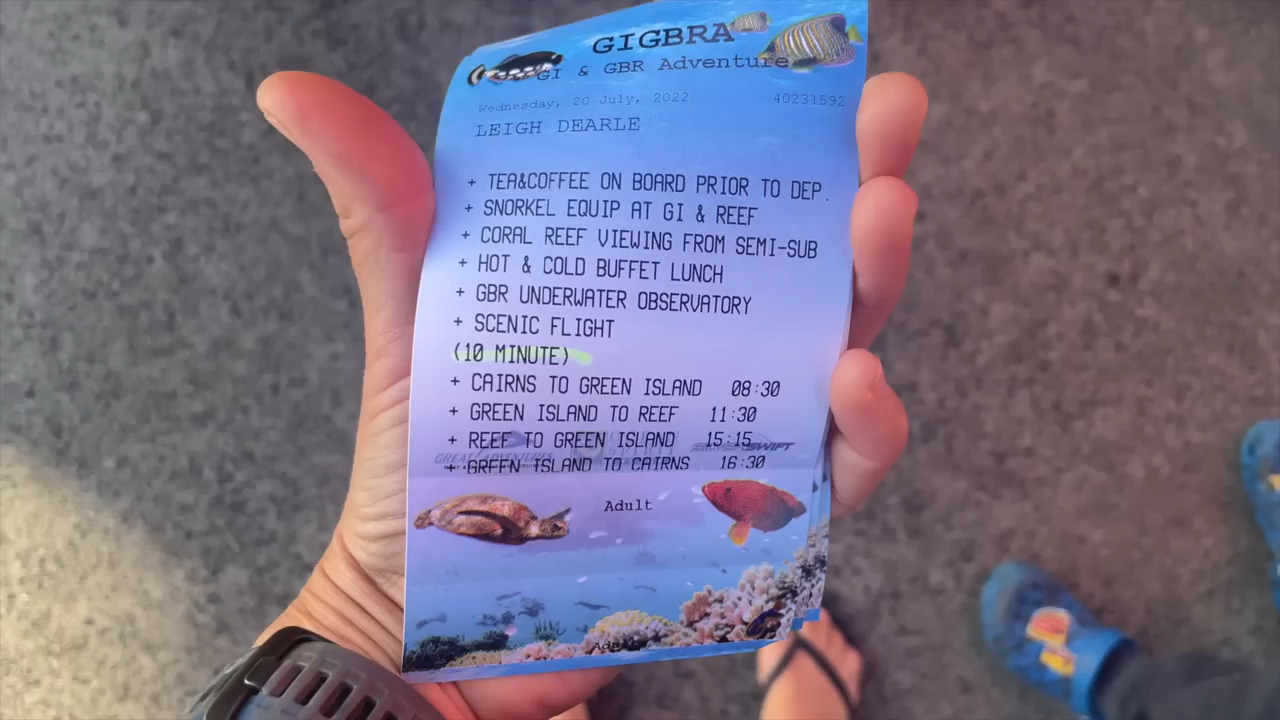 GIGBRA
GI & GBR Adventure
Wednesday, 20 July, 2022 40231592
LEIGH DEARLE
+ TEA&COFFEE ON BOARD PRIOR TO DEP.
+ SNORKEL EQUIP AT GI & REEF
+ CORAL REEF VIEWING FROM SEMI-SUB
+ HOT & COLD BUFFET LUNCH
+ GBR UNDERWATER OBSERVATORY
+ SCENIC FLIGHT
(10 MINUTE)
+ CAIRNS TO GREEN ISLAND 08:30
+ GREEN ISLAND TO REEF 11:30
+ REEF TO GREEN ISLAND 15:15
GREAT ADVENTURES SILVERSWIFT
+ GREEN ISLAND TO CAIRNS 16:30
Adult